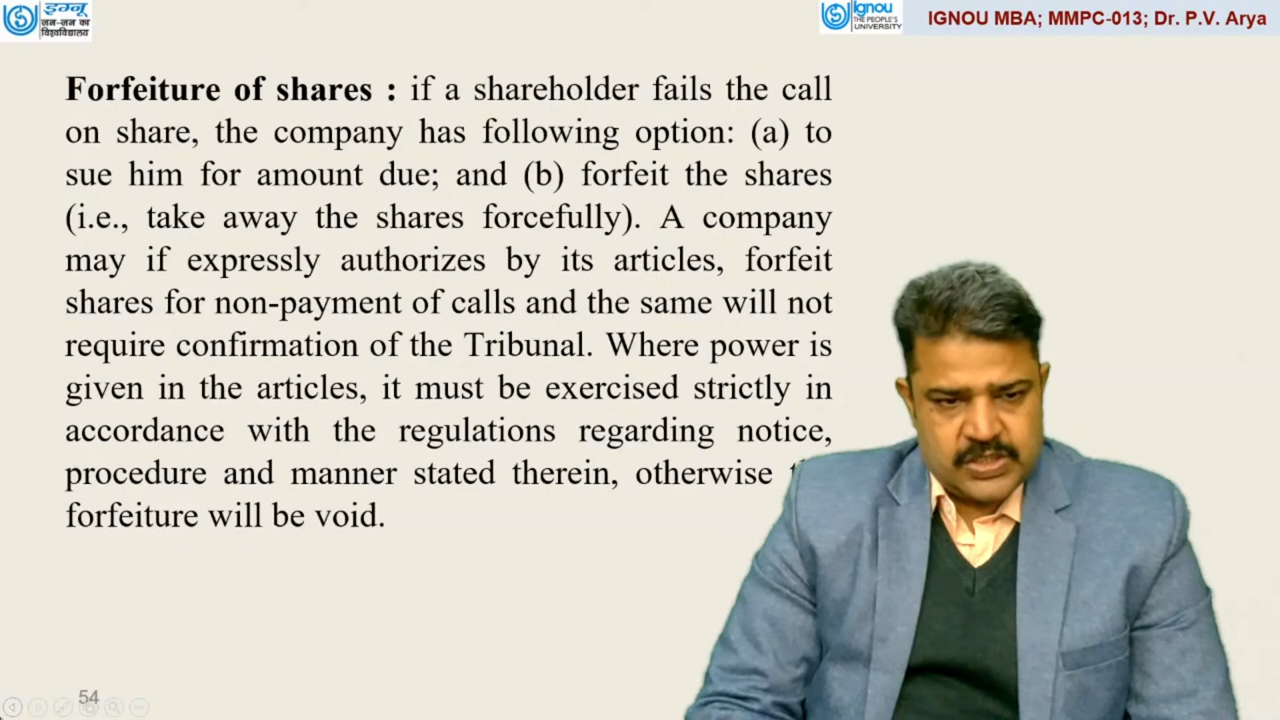 इग्नू
जन-जन का
विश्वविद्यालय
ignou
THE PEOPLE'S
UNIVERSITY
IGNOU MBA; MMPC-013; Dr. P.V. Arya
Forfeiture of shares : if a shareholder fails the call
on share, the company has following option: (a) to
sue him for amount due; and (b) forfeit the shares
(i.e., take away the shares forcefully). A company
may if expressly authorizes by its articles, forfeit
shares for non-payment of calls and the same will not
require confirmation of the Tribunal. Where power is
given in the articles, it must be exercised strictly in
accordance with the regulations regarding notice,
procedure and manner stated therein, otherwise
forfeiture will be void.
54